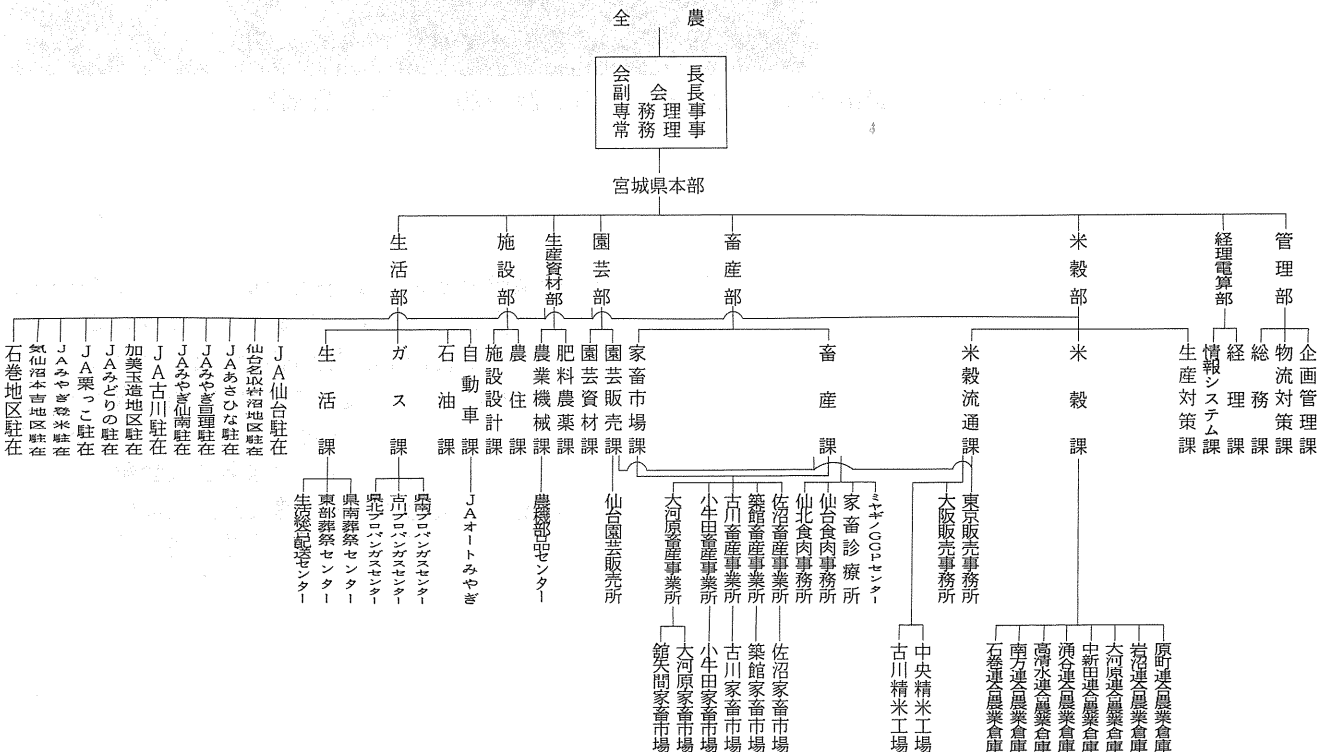 全農
会長
副会長
専務理事
常務理事
宮城県本部
管理部
経理電算部
米穀部
畜産部
園芸部
生産資材部
施設部
生活部
企画管理課
物流対策課
総務課
経理課
情報システム課
生産対策課
米穀課
米穀流通課
畜産課
家畜市場課
園芸販売課
園芸資材課
肥料農薬課
農業機械課
農住課
施設設計課
自動車課
石油課
ガス課
生活課
JA仙台駐在
仙台名取岩沼地区駐在
JAあさひな駐在
JAみやぎ亘理駐在
JAみやぎ仙南駐在
JA古川駐在
加美玉造地区駐在
JAみどりの駐在
JA栗っこ駐在
JAみやぎ登米駐在
気仙沼本吉地区駐在
石巻地区駐在
東京販売事務所
大阪販売事務所
ミヤギノGGPセンター
家畜診療所
仙台食肉事務所
仙北食肉事務所
佐沼畜産事業所
築館畜産事業所
古川畜産事業所
小牛田畜産事業所
大河原畜産事業所
仙台園芸販売所
農機部品センター
JAオートみやぎ
県南プロパンガスセンター
古川プロパンガスセンター
県北プロパンガスセンター
県南葬祭センター
東部葬祭センター
生活総合配送センター
原町連合農業倉庫
岩沼連合農業倉庫
大河原連合農業倉庫
中新田連合農業倉庫
涌谷連合農業倉庫
高清水連合農業倉庫
南方連合農業倉庫
石巻連合農業倉庫
中央精米工場
古川精米工場
佐沼家畜市場
築館家畜市場
古川家畜市場
小牛田家畜市場
大河原家畜市場
舘矢間家畜市場